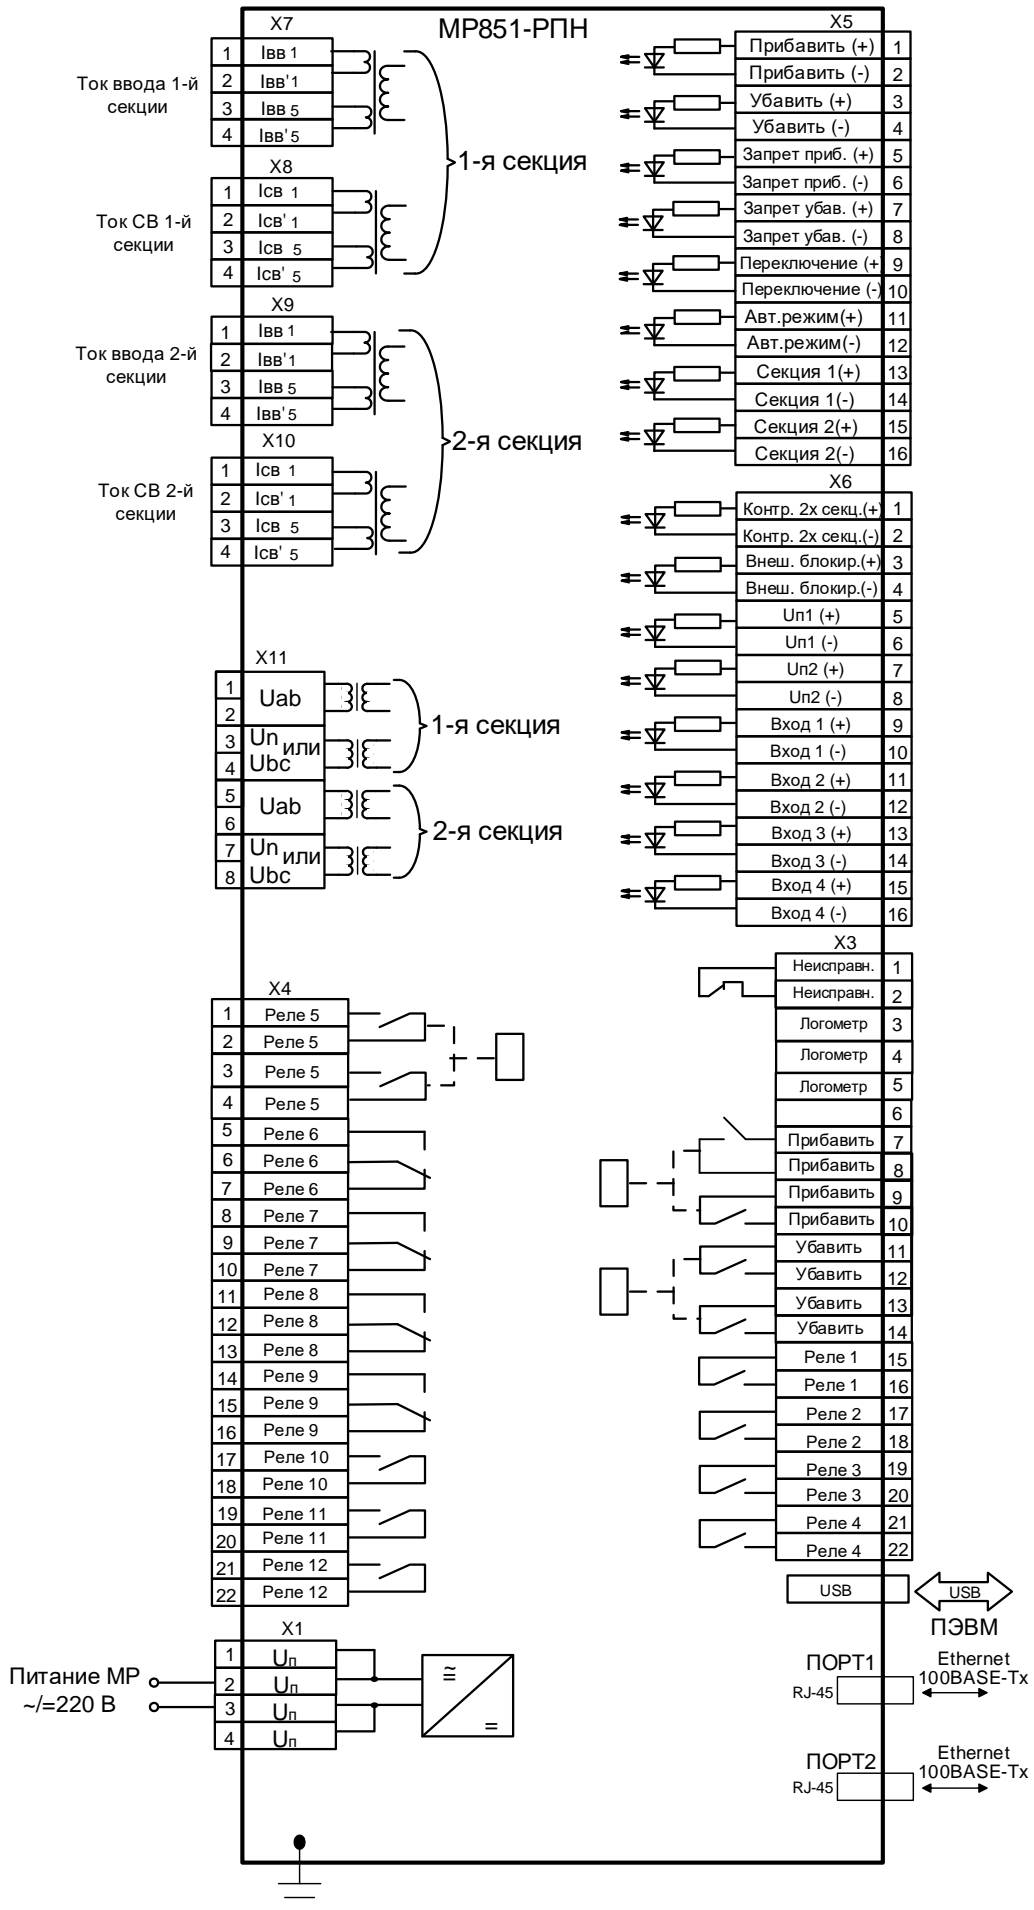 МР851-РПН
X7
Ток ввода 1-й
секции
1 Iвв 1
2 Iвв'1
3 Iвв 5
4 Iвв'5
X8
Ток СВ 1-й
секции
1 Iсв 1
2 Iсв' 1
3 Iсв 5
4 Iсв' 5
1-я секция
X9
Ток ввода 2-й
секции
1 Iвв 1
2 Iвв'1
3 Iвв 5
4 Iвв'5
X10
Ток СВ 2-й
секции
1 Iсв 1
2 Iсв' 1
3 Iсв 5
4 Iсв' 5
2-я секция
X11
1
2
Uab
3
4
Un или
Ubc
1-я секция
5
6
Uab
7
8
Un или
Ubc
2-я секция
X4
1 Реле 5
2 Реле 5
3 Реле 5
4 Реле 5
5 Реле 6
6 Реле 6
7 Реле 6
8 Реле 7
9 Реле 7
10 Реле 7
11 Реле 8
12 Реле 8
13 Реле 8
14 Реле 9
15 Реле 9
16 Реле 9
17 Реле 10
18 Реле 10
19 Реле 11
20 Реле 11
21 Реле 12
22 Реле 12
X1
Питание МР
~/=220 В
1 Uп
2 Uп
3 Uп
4 Uп
≅
=
X5
Прибавить (+) 1
Прибавить (-) 2
Убавить (+) 3
Убавить (-) 4
Запрет приб. (+) 5
Запрет приб. (-) 6
Запрет убав. (+) 7
Запрет убав. (-) 8
Переключение (+) 9
Переключение (-) 10
Авт.режим(+) 11
Авт.режим(-) 12
Секция 1(+) 13
Секция 1(-) 14
Секция 2(+) 15
Секция 2(-) 16
X6
Контр. 2х секц.(+) 1
Контр. 2х секц.(-) 2
Внеш. блокир.(+) 3
Внеш. блокир.(-) 4
Uп1 (+) 5
Uп1 (-) 6
Uп2 (+) 7
Uп2 (-) 8
Вход 1 (+) 9
Вход 1 (-) 10
Вход 2 (+) 11
Вход 2 (-) 12
Вход 3 (+) 13
Вход 3 (-) 14
Вход 4 (+) 15
Вход 4 (-) 16
X3
Неисправн. 1
Неисправн. 2
Логометр 3
Логометр 4
Логометр 5
6
Прибавить 7
Прибавить 8
Прибавить 9
Прибавить 10
Убавить 11
Убавить 12
Убавить 13
Убавить 14
Реле 1 15
Реле 1 16
Реле 2 17
Реле 2 18
Реле 3 19
Реле 3 20
Реле 4 21
Реле 4 22
USB
USB
ПЭВМ
ПОРТ1
RJ-45
Ethernet
100BASE-Tx
ПОРТ2
RJ-45
Ethernet
100BASE-Tx